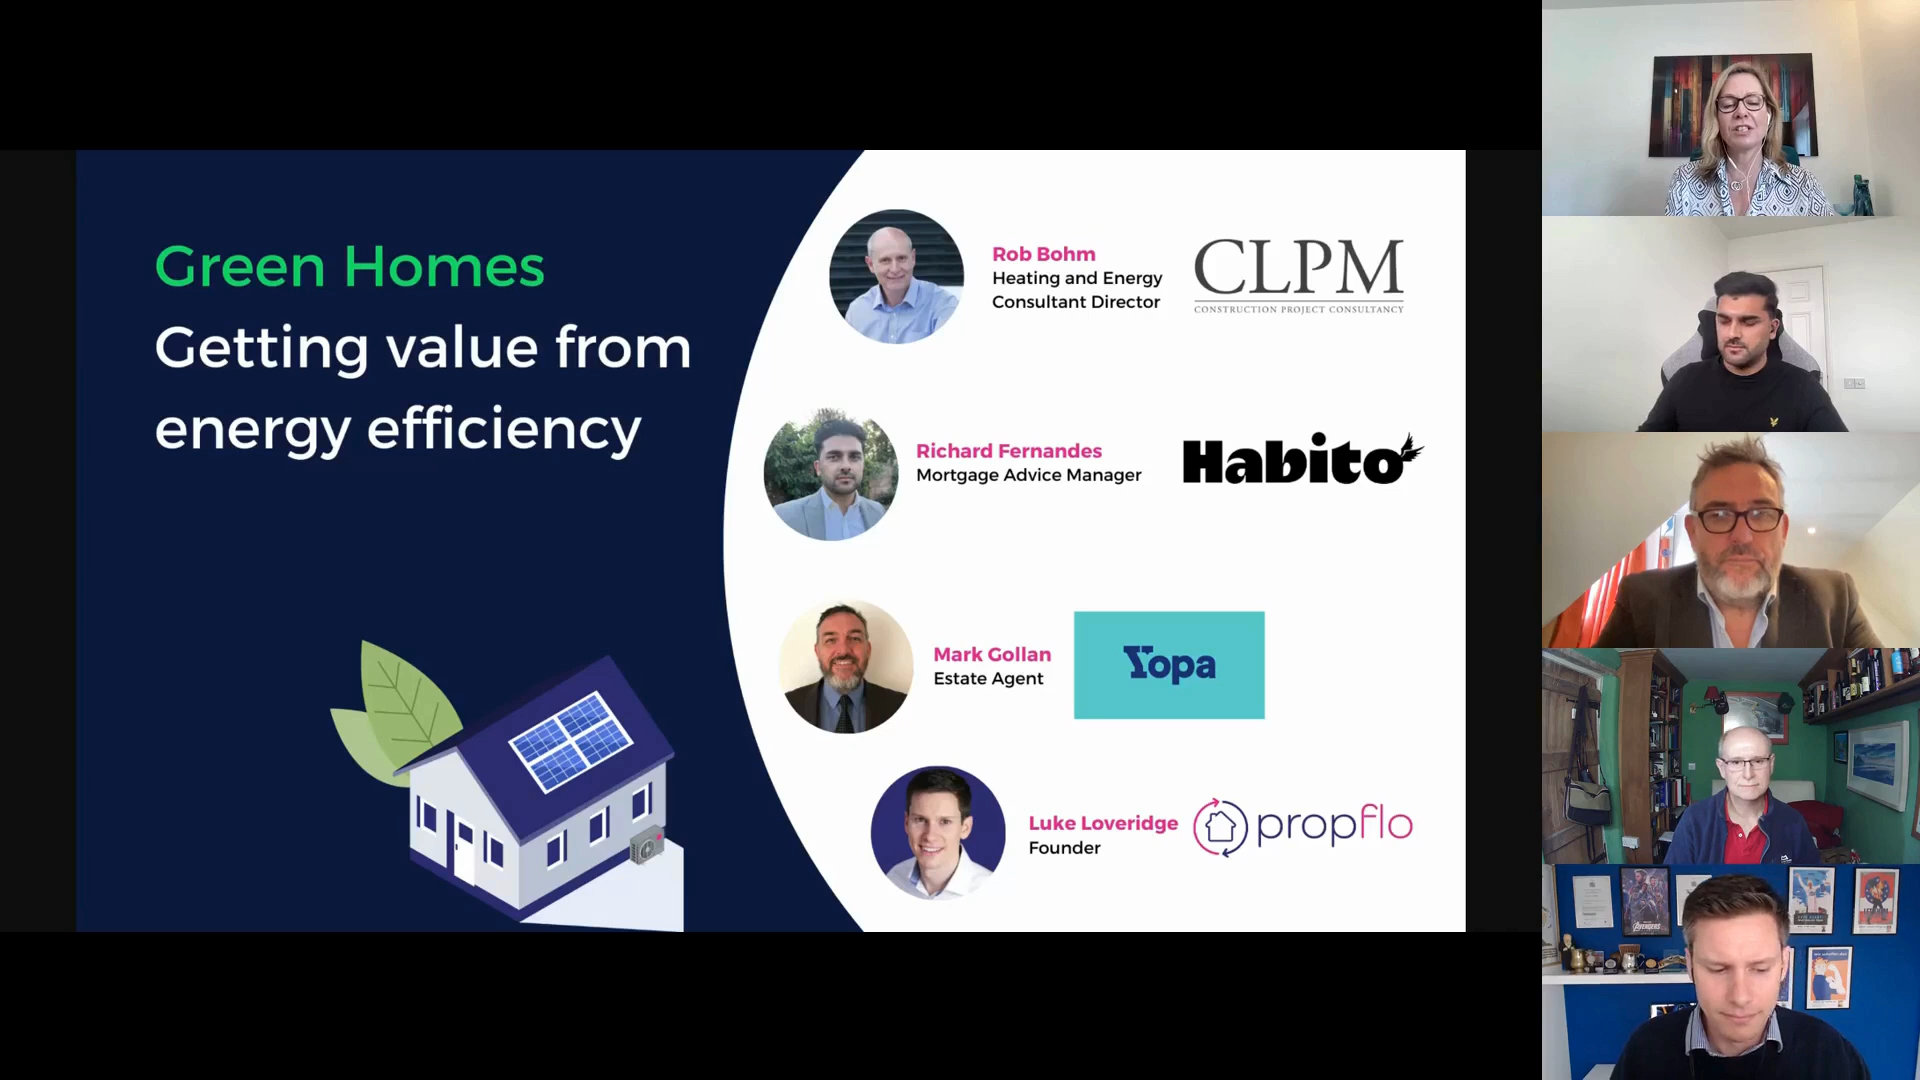 Green Homes
Getting value from
energy efficiency
Rob Bohm
Heating and Energy
Consultant Director
CLPM
CONSTRUCTION PROJECT CONSULTANCY
Richard Fernandes
Mortgage Advice Manager
Habito
Mark Gollan
Estate Agent
Yopa
Luke Loveridge
Founder
propflo
AVENGERS